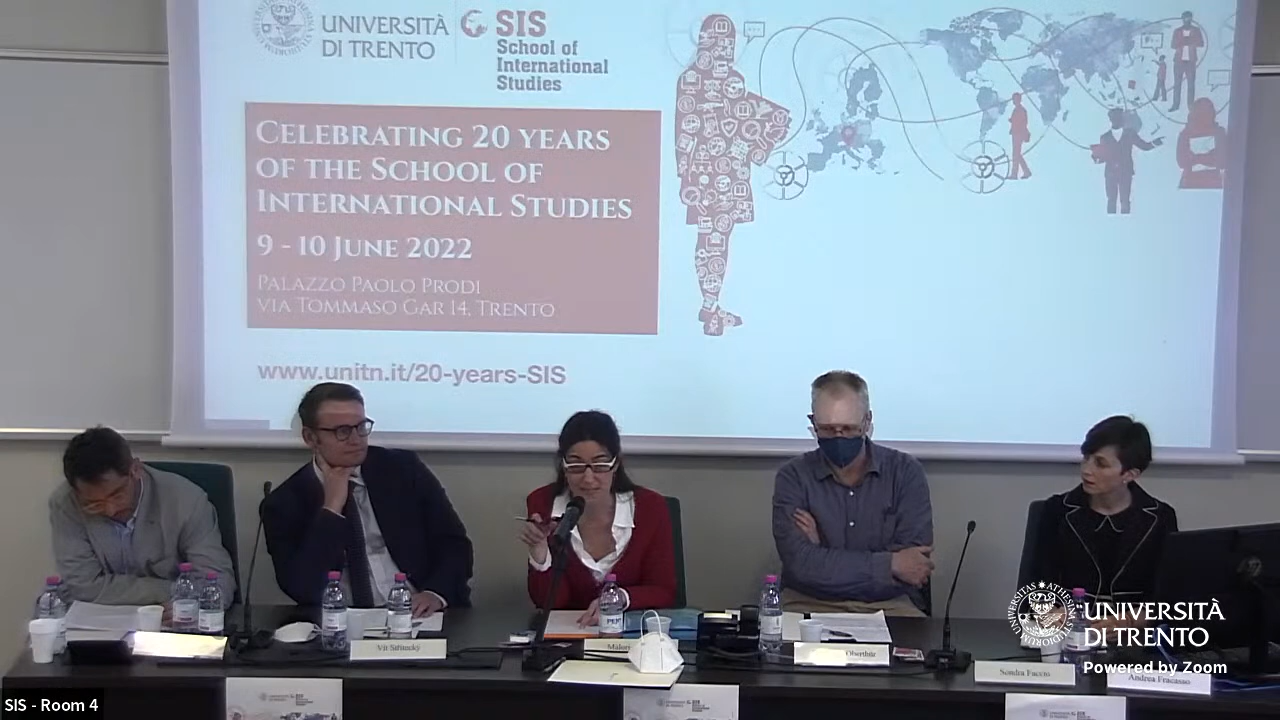 UNIVERSITÀ
DI TRENTO
SIS
School of
International
Studies
CELEBRATING 20 YEARS
OF THE SCHOOL OF
INTERNATIONAL STUDIES
9 - 10 JUNE 2022
PALAZZO PAOLO PRODI
VIA TOMMASO GAR 14, TRENTO
www.unitn.it/20-years-SIS
Oberthür
Sondra Faccio
Andrea Fracasso
UNIVERSITÀ
DI TRENTO
Powered by Zoom
SIS - Room 4